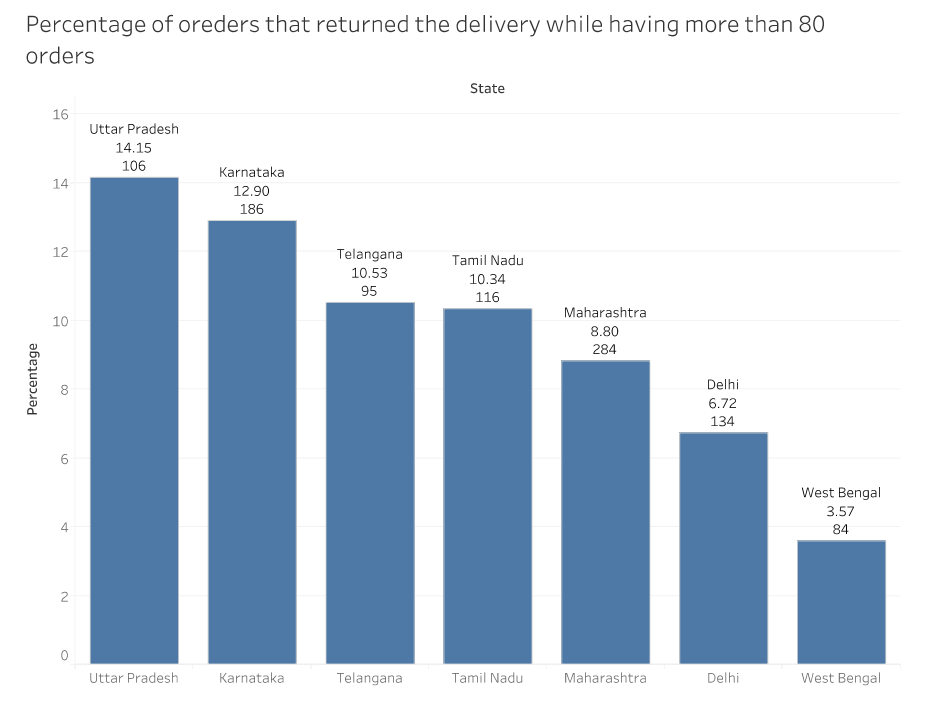 Percentage of oreders that returned the delivery while having more than 80
orders
State
16
14
12
10
8
6
4
2
0
Percentage
Uttar Pradesh
14.15
106
Karnataka
12.90
186
Telangana
10.53
95
Tamil Nadu
10.34
116
Maharashtra
8.80
284
Delhi
6.72
134
West Bengal
3.57
84
Uttar Pradesh
Karnataka
Telangana
Tamil Nadu
Maharashtra
Delhi
West Bengal